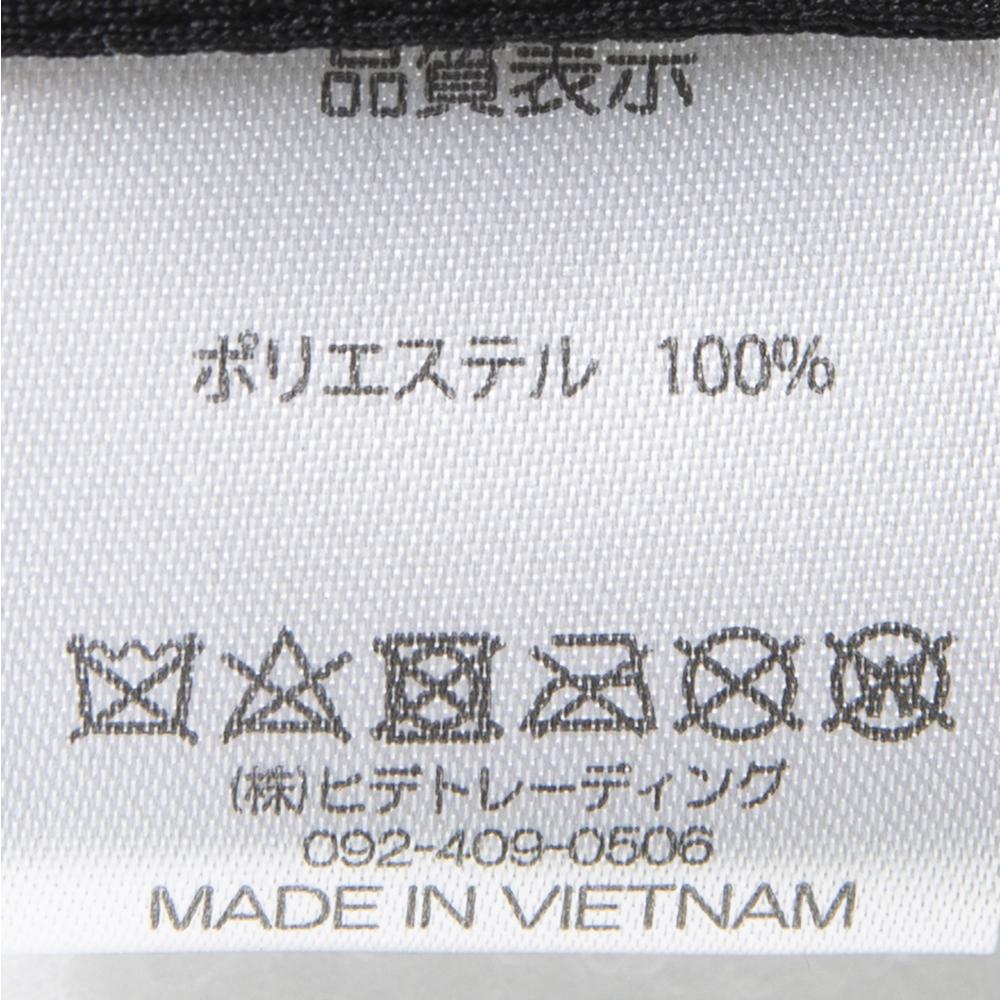 品質表示
ポリエステル 100%
(株)ヒデトレーディング
092-409-0506
MADE IN VIETNAM